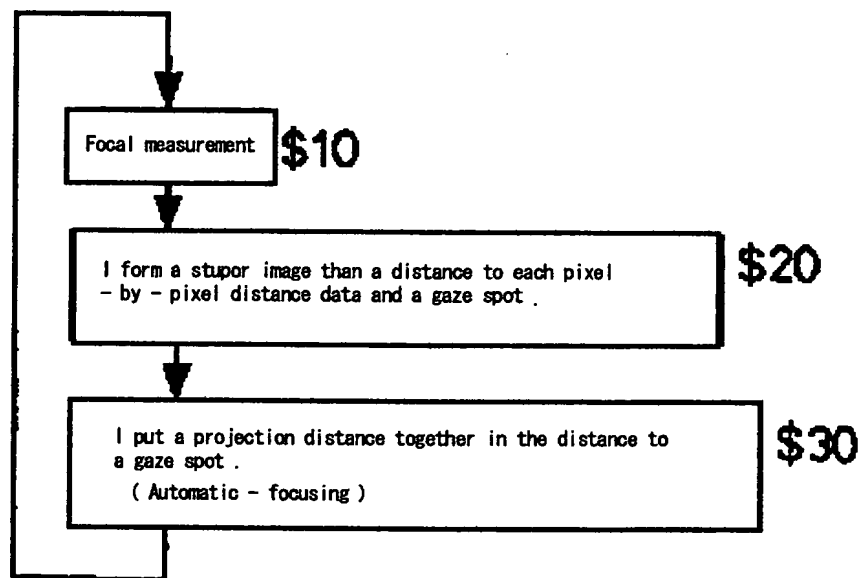 Focal measurement $10
I form a stupor image than a distance to each pixel $20
- by - pixel distance data and a gaze spot .
I put a projection distance together in the distance to $30
a gaze spot .
( Automatic - focusing )